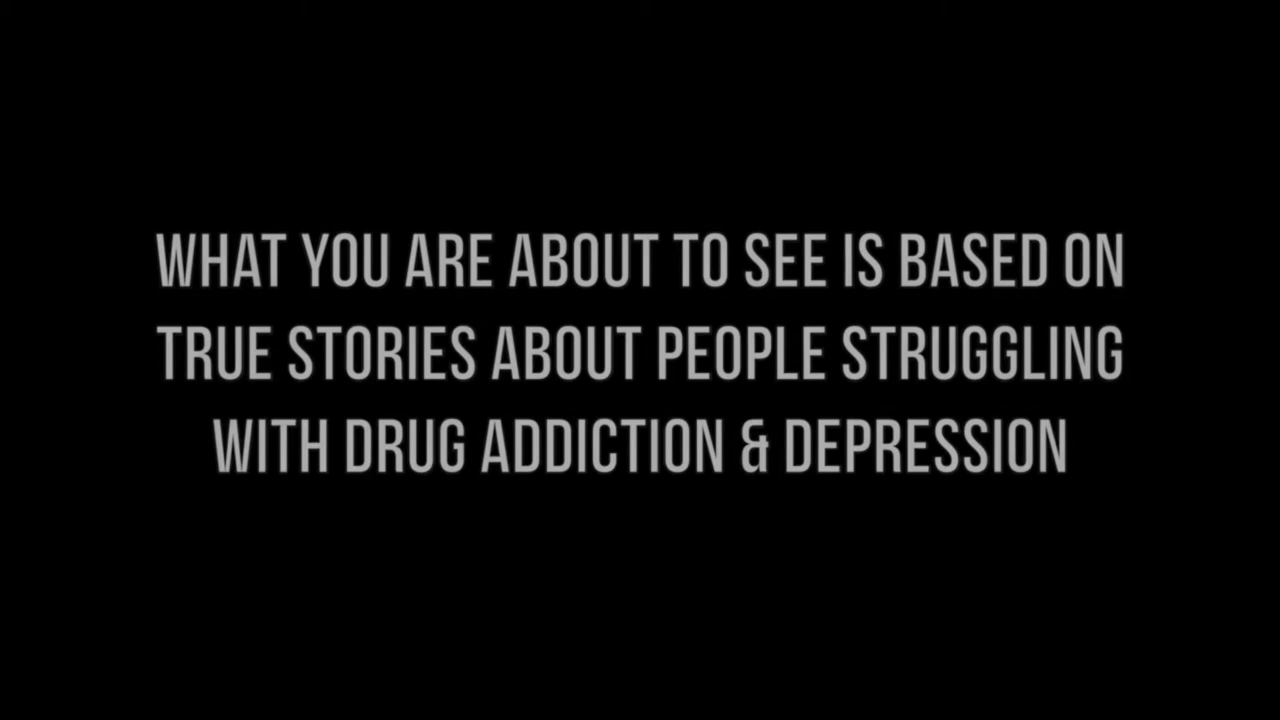 WHAT YOU ARE ABOUT TO SEE IS BASED ON
TRUE STORIES ABOUT PEOPLE STRUGGLING
WITH DRUG ADDICTION & DEPRESSION